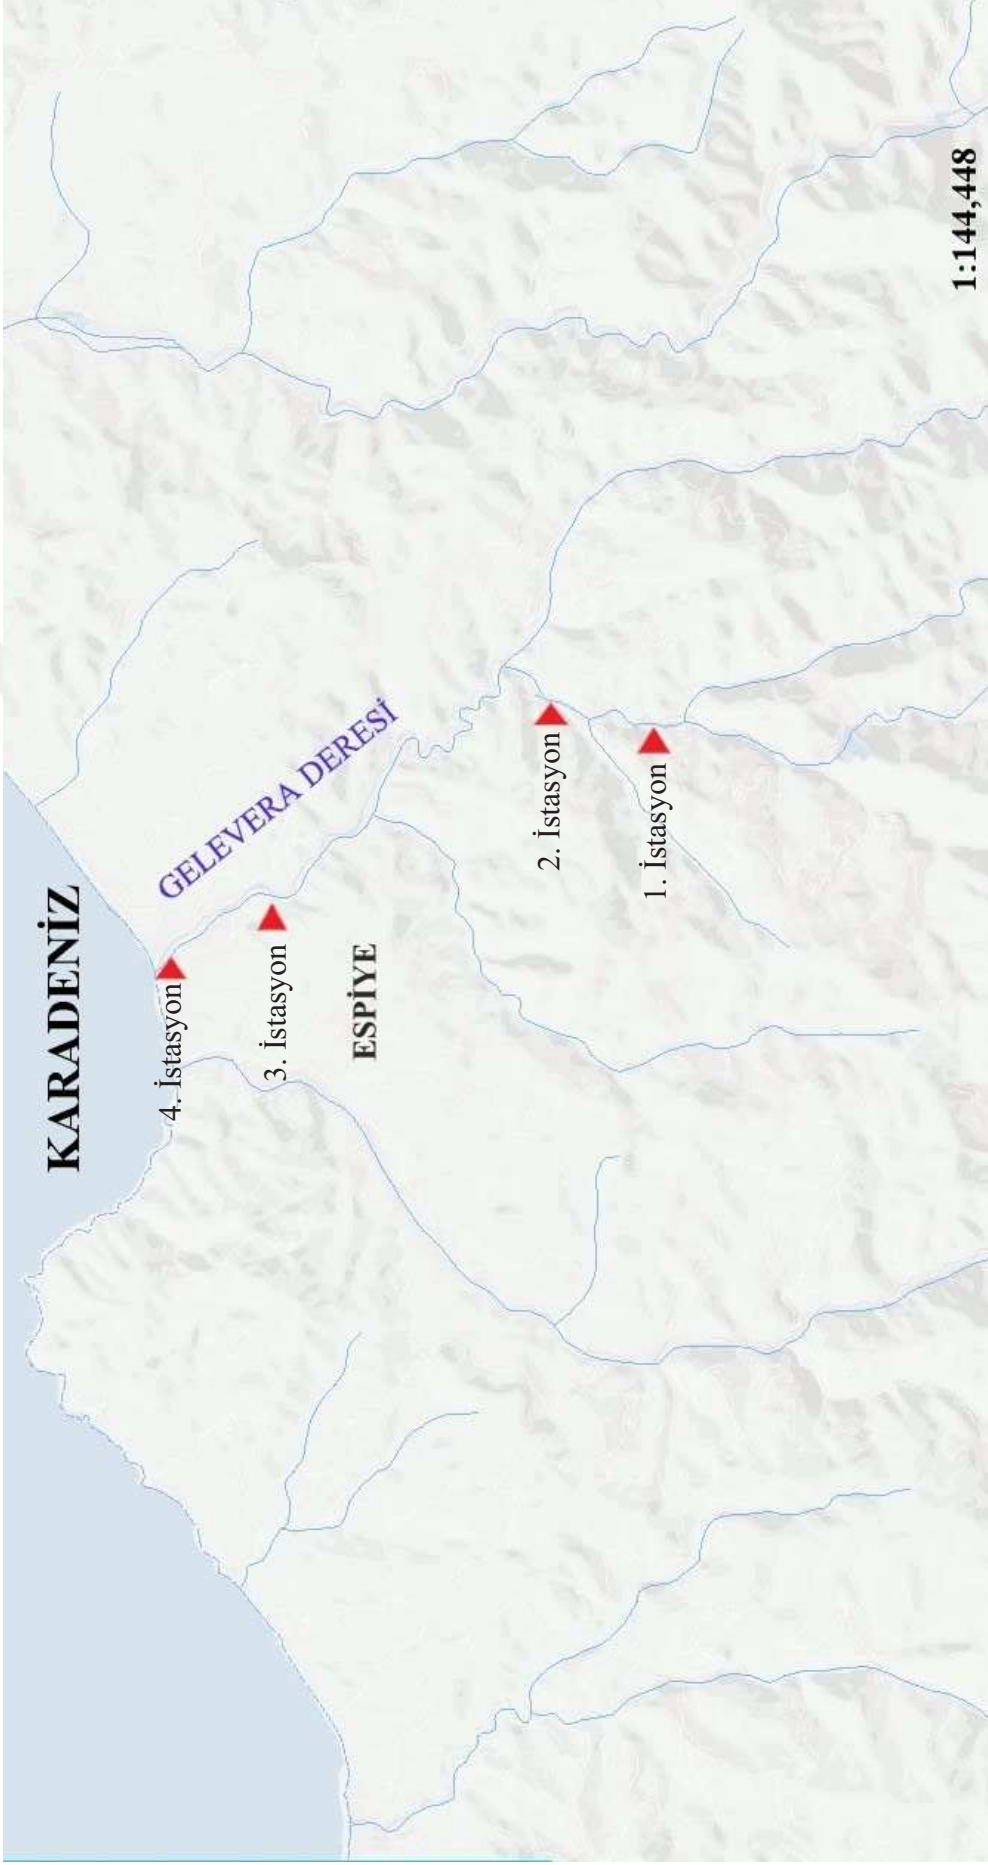 KARADENİZ
GELEVERA DERESİ
4. İstasyon
3. İstasyon
ESPİYE
2. İstasyon
1. İstasyon
1:144,448